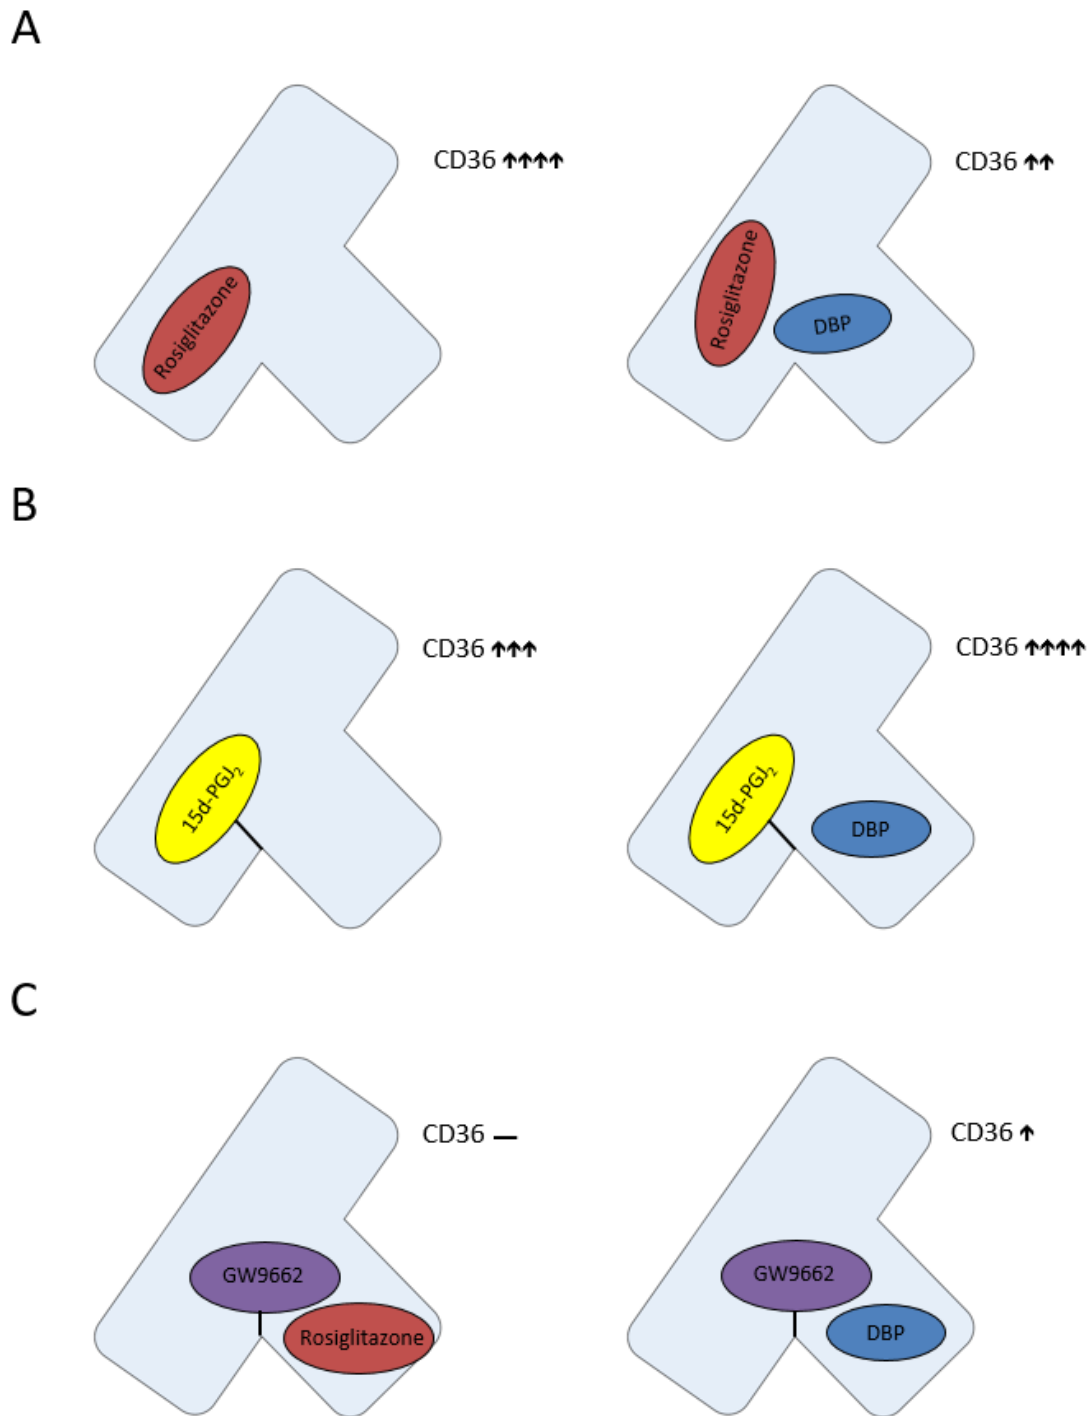 A
CD36 ↑↑↑↑
CD36 ↑↑
Rosiglitazone
Rosiglitazone
DBP
B
CD36 ↑↑↑
CD36 ↑↑↑↑
15d-PGJ₂
15d-PGJ₂
DBP
C
CD36 —
CD36 ↑
GW9662
GW9662
Rosiglitazone
DBP